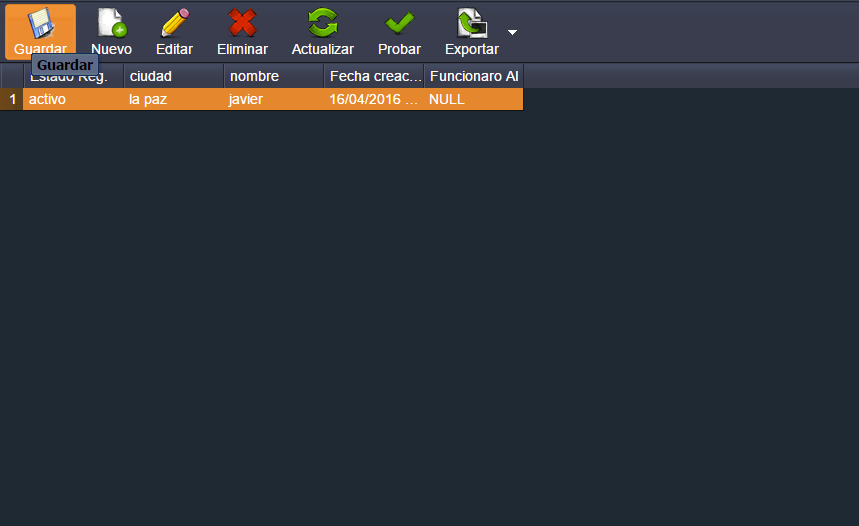 Guardar Nuevo Editar Eliminar Actualizar Probar Exportar
Guardar
Estado Reg. ciudad nombre Fecha creac... Funcionaro AI
1 activo la paz javier 16/04/2016 ... NULL